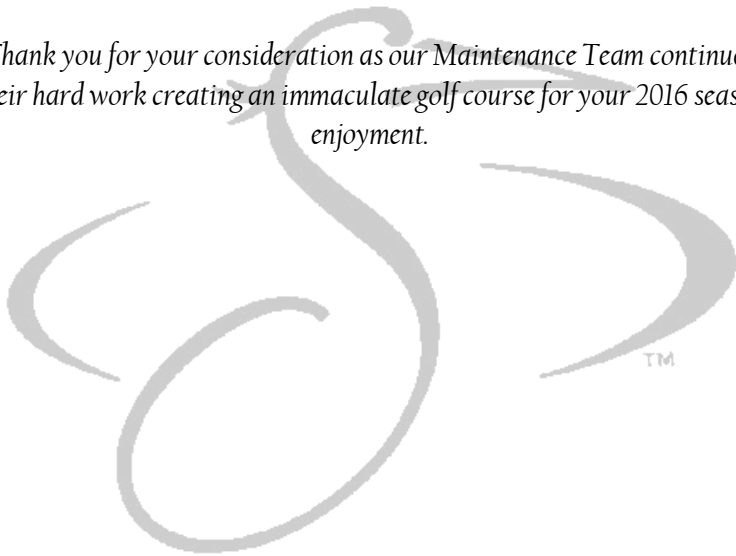 Thank you for your consideration as our Maintenance Team continue
eir hard work creating an immaculate golf course for your 2016 seas
enjoyment.
TM